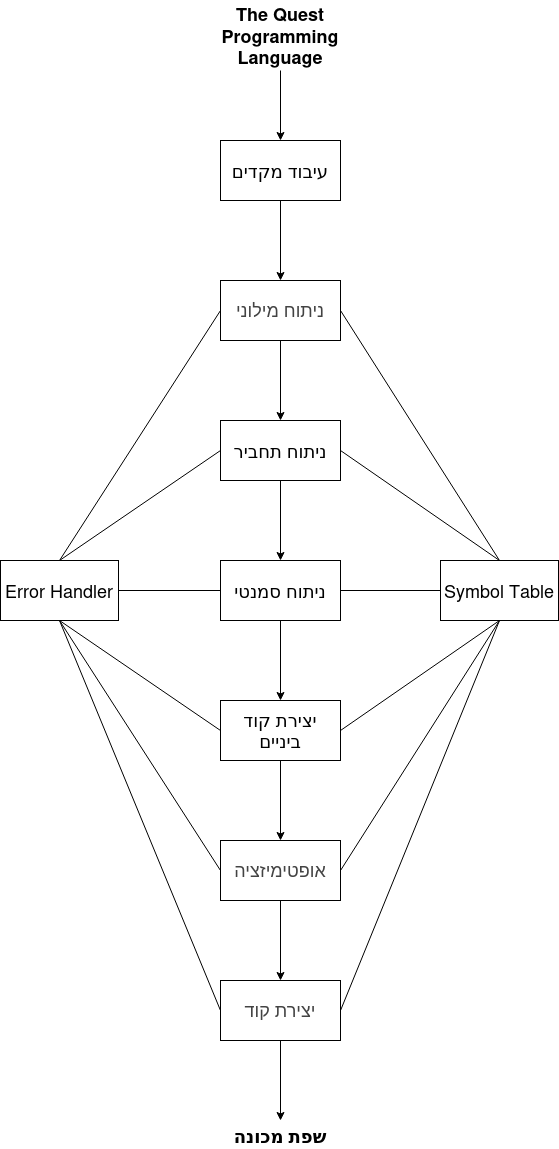 The Quest
Programming
Language
עיבוד מקדים
ניתוח מילוני
ניתוח תחביר
Error Handler
ניתוח סמנטי
Symbol Table
יצירת קוד
ביניים
אופטימיזציה
יצירת קוד
שפת מכונה